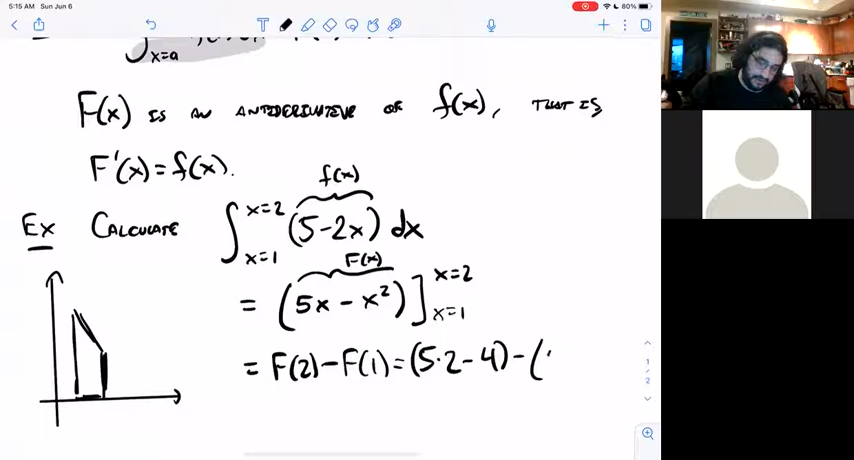 5:15 AM Sun Jun 6
80%
x=a
F(x) IS AN ANTIDERIVATIVE OF f(x), THAT IS
F'(x) = f(x).
f(x)
Ex CALCULATE ∫ x=2 x=1 (5-2x) dx
F(x)
= (5x - x²)] x=2 x=1
= F(2) - F(1) = (5·2 - 4) - (
1
/
2